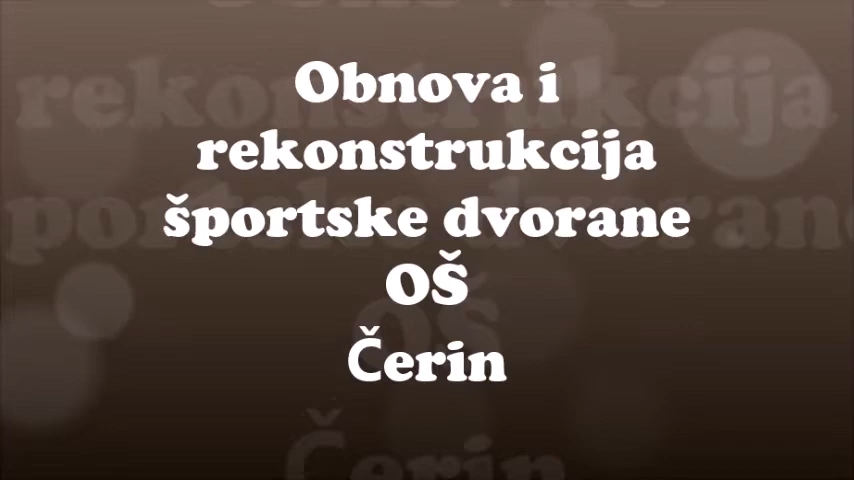 Obnova i
rekonstrukcija
športske dvorane
OŠ
Čerin